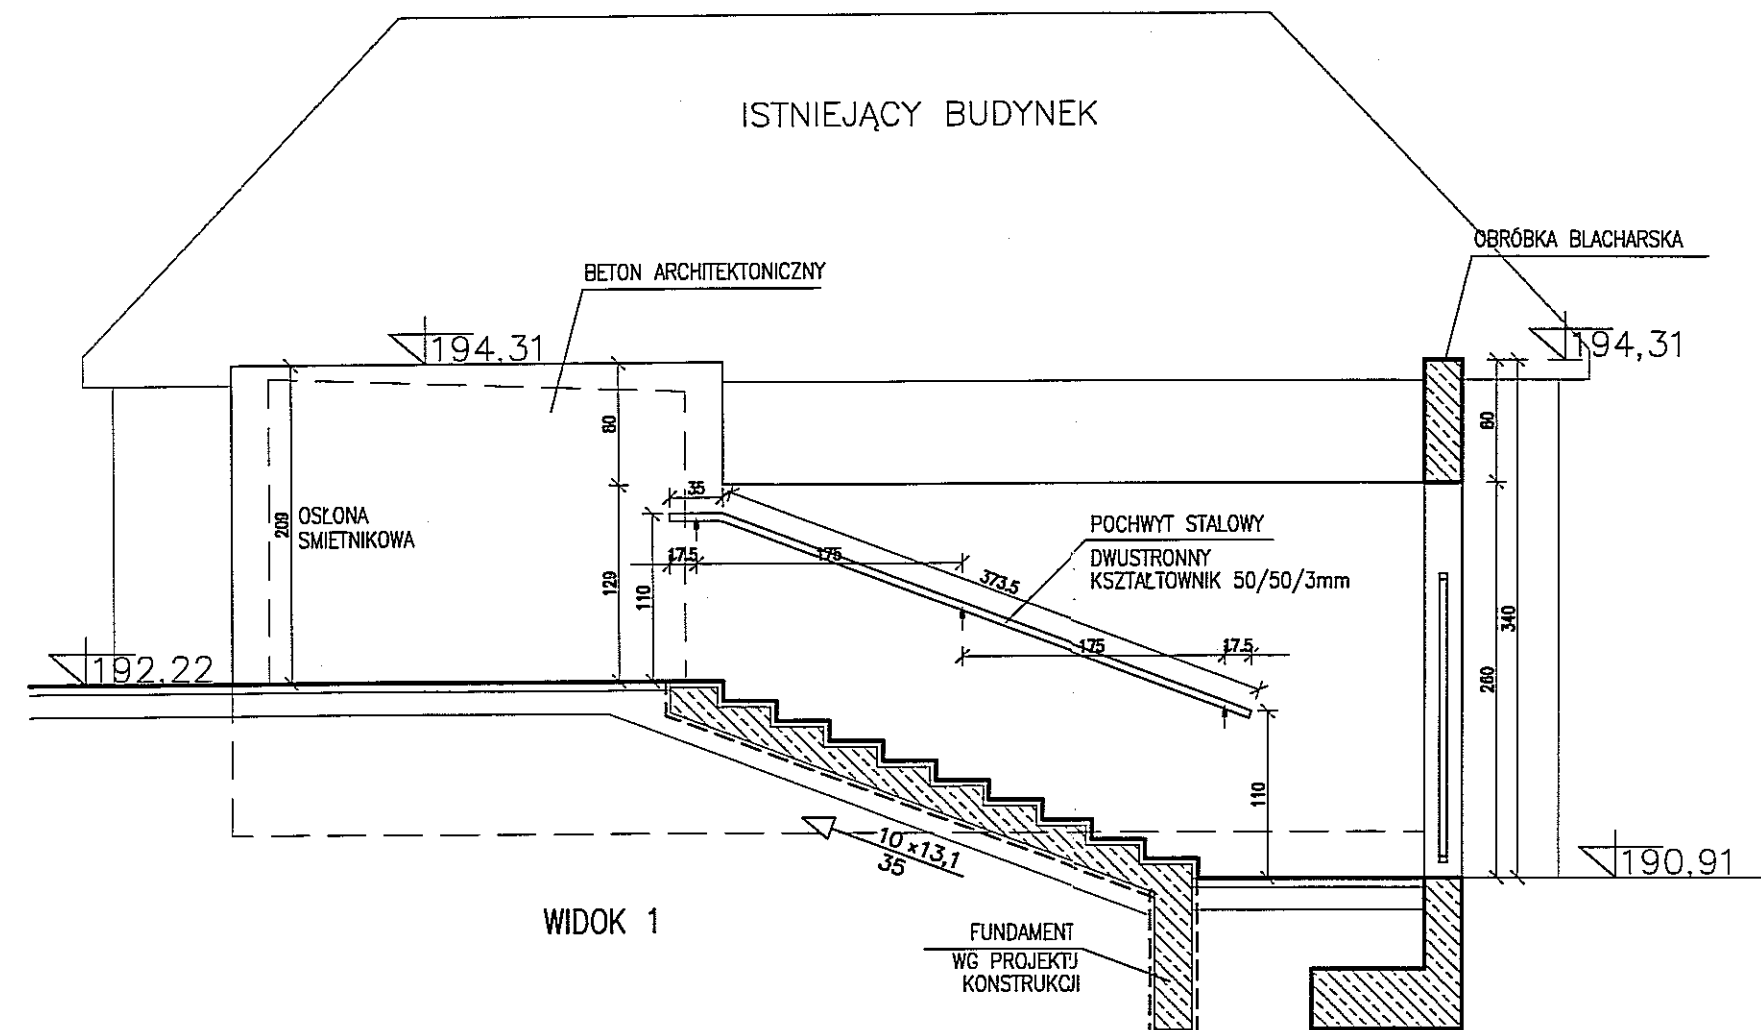 ISTNIEJĄCY BUDYNEK
OBRÓBKA BLACHARSKA
BETON ARCHITEKTONICZNY
194,31
194,31
80
80
35
209
OSŁONA
SMIETNIKOWA
POCHWYT STALOWY
DWUSTRONNY
KSZTAŁTOWNIK 50/50/3mm
17.5
175
373.5
129
110
340
175
17.5
192,22
260
110
10 x13,1
35
190,91
WIDOK 1
FUNDAMENT
WG PROJEKTU
KONSTRUKCJI